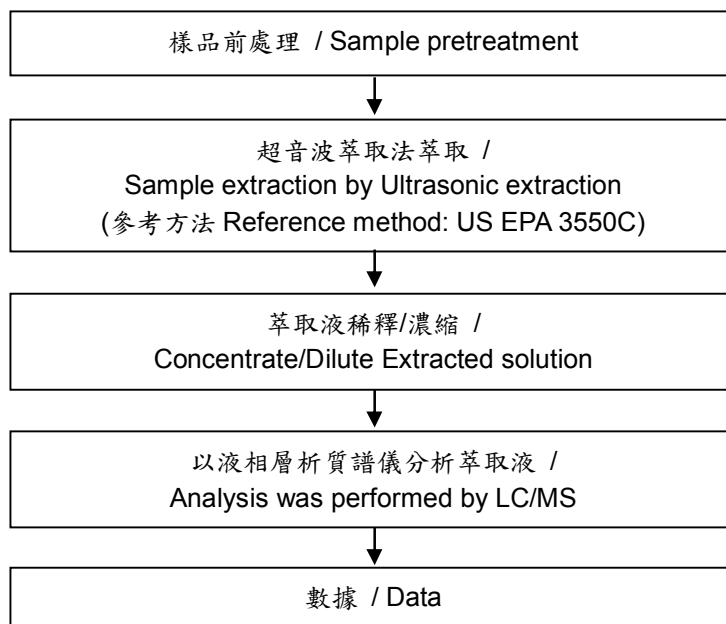 樣品前處理 / Sample pretreatment
超音波萃取法萃取 /
Sample extraction by Ultrasonic extraction
(參考方法 Reference method: US EPA 3550C)
萃取液稀釋/濃縮 /
Concentrate/Dilute Extracted solution
以液相層析質譜儀分析萃取液 /
Analysis was performed by LC/MS
數據 / Data